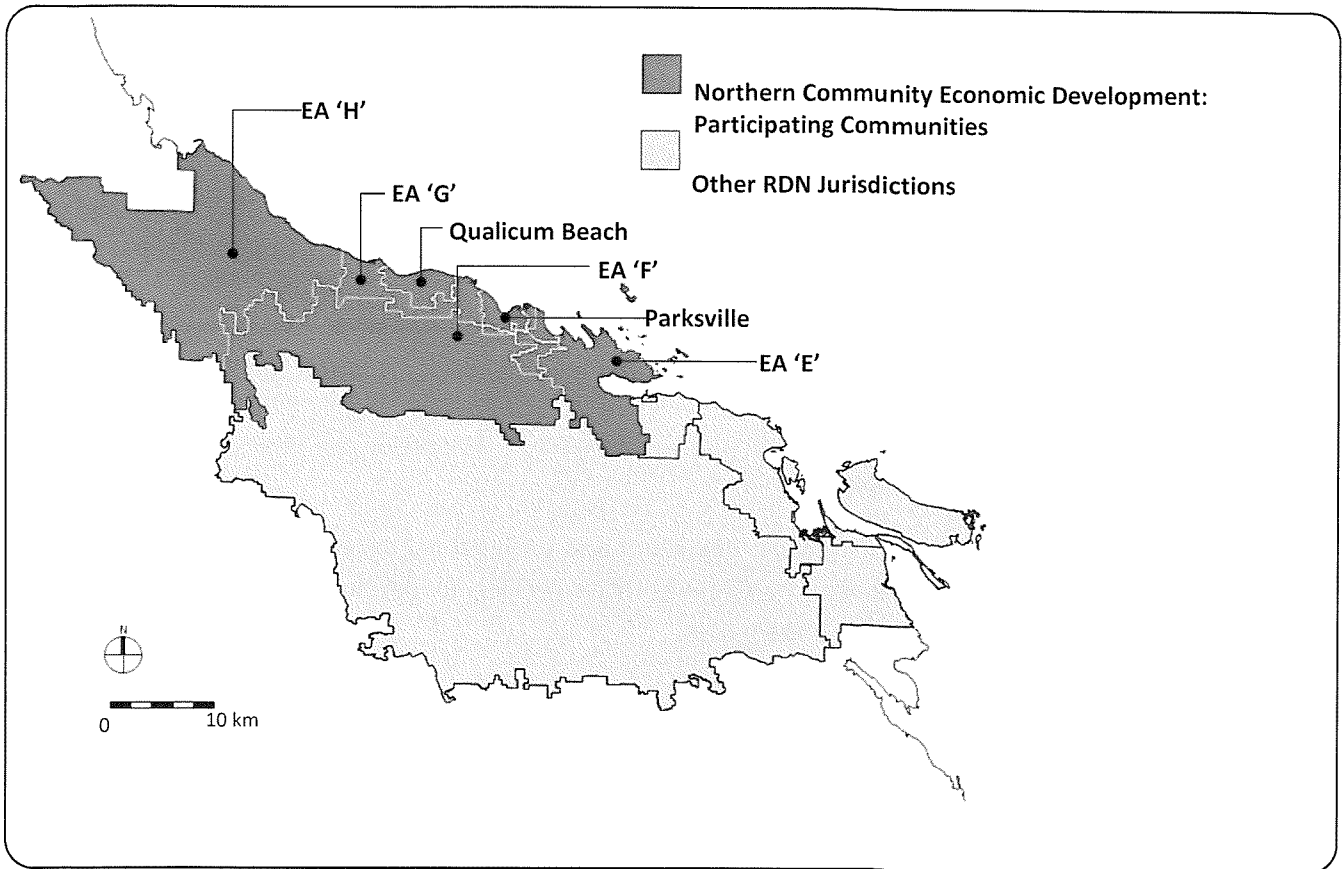 Northern Community Economic Development:
Participating Communities
Other RDN Jurisdictions
EA ‘H’
EA ‘G’
Qualicum Beach
EA ‘F’
Parksville
EA ‘E’
N
0
10 km